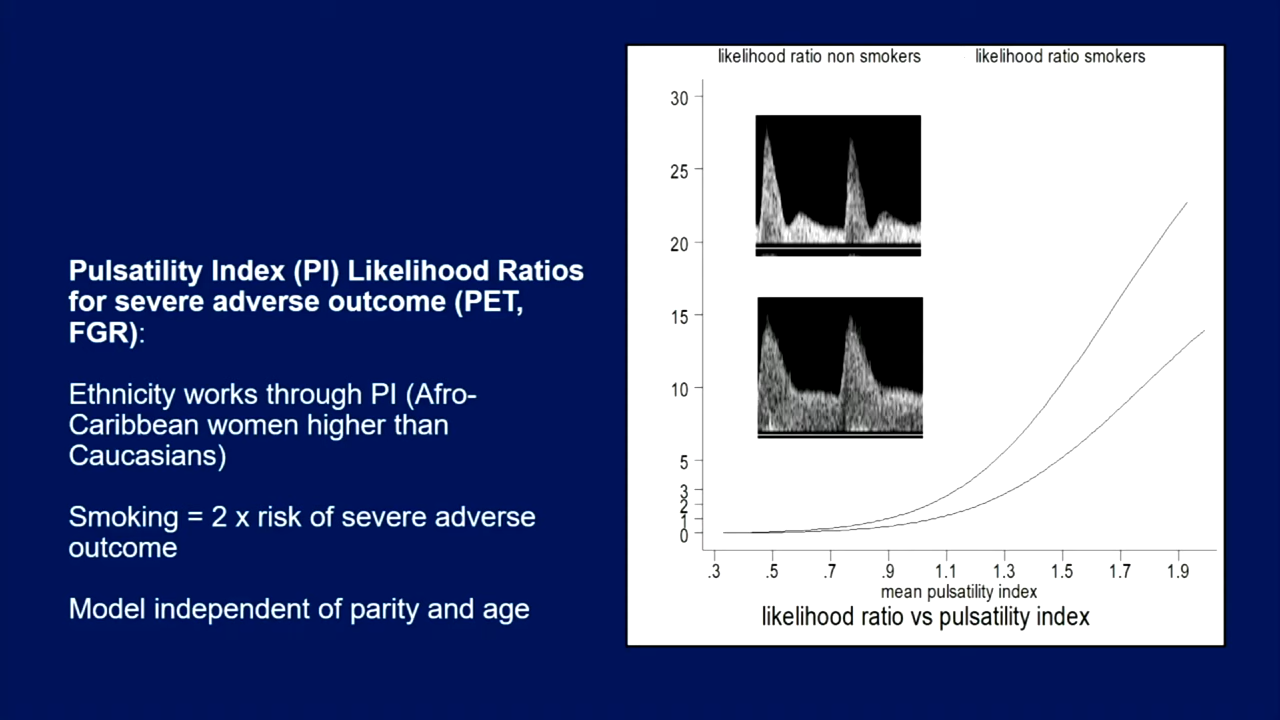 Pulsatility Index (PI) Likelihood Ratios
for severe adverse outcome (PET,
FGR):
Ethnicity works through PI (Afro-
Caribbean women higher than
Caucasians)
Smoking = 2 x risk of severe adverse
outcome
Model independent of parity and age
likelihood ratio non smokers
likelihood ratio smokers
30
25
20
15
10
5
3
2
1
0
.3 .5 .7 .9 1.1 1.3 1.5 1.7 1.9
mean pulsatility index
likelihood ratio vs pulsatility index